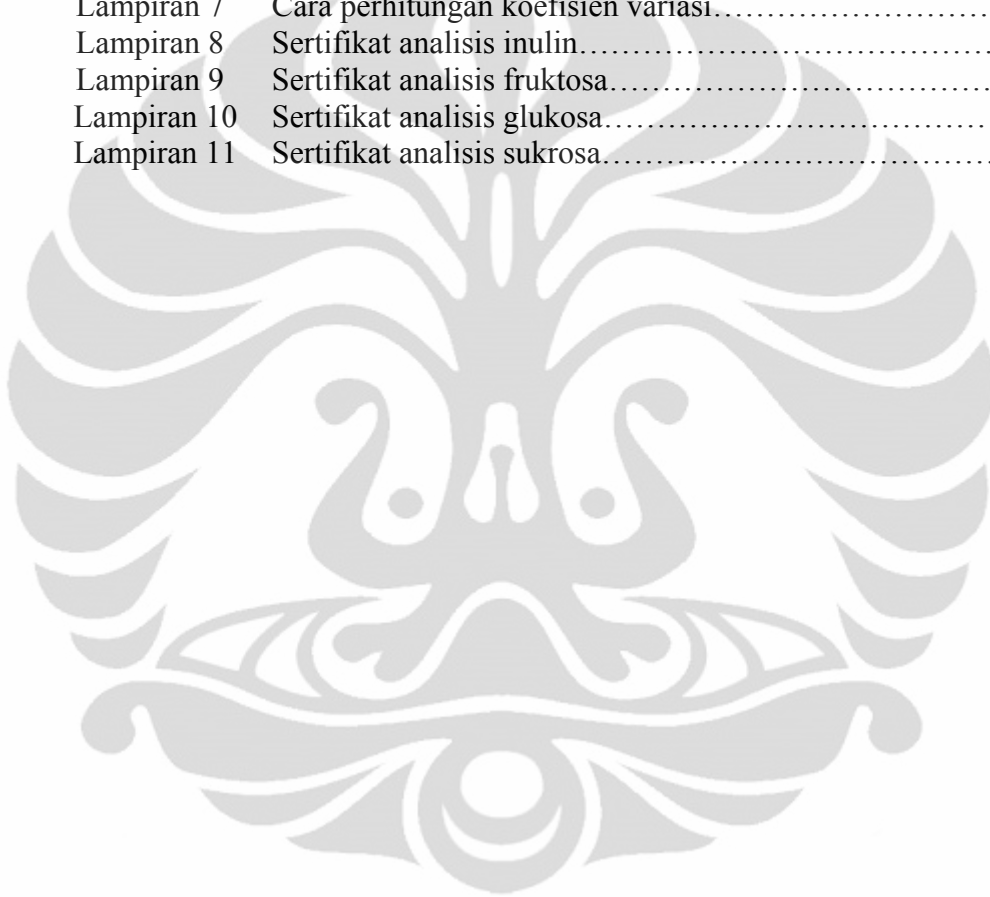 Lampiran 7 Cara perhitungan koefisien variasi……………………………
Lampiran 8 Sertifikat analisis inulin………………………………………
Lampiran 9 Sertifikat analisis fruktosa……………………………………
Lampiran 10 Sertifikat analisis glukosa……………………………………
Lampiran 11 Sertifikat analisis sukrosa……………………………………